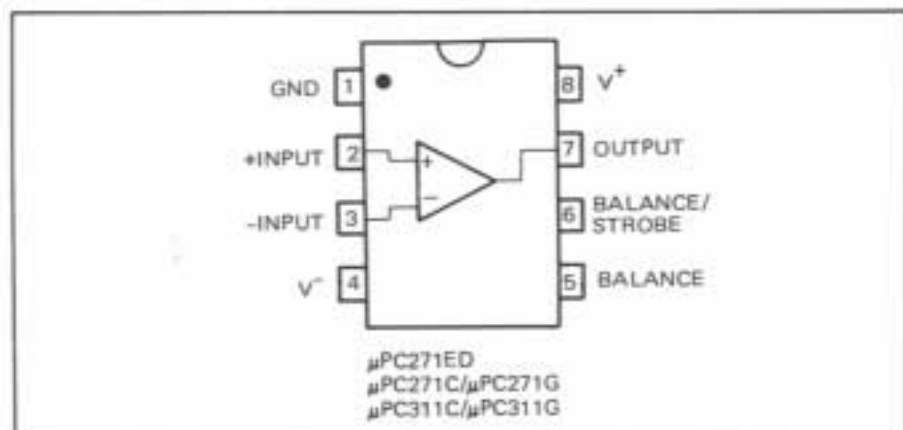 GND 1
8 V+
+INPUT 2
+
7 OUTPUT
-INPUT 3
−
6 BALANCE/
STROBE
V− 4
5 BALANCE
μPC271ED
μPC271C/μPC271G
μPC311C/μPC311G